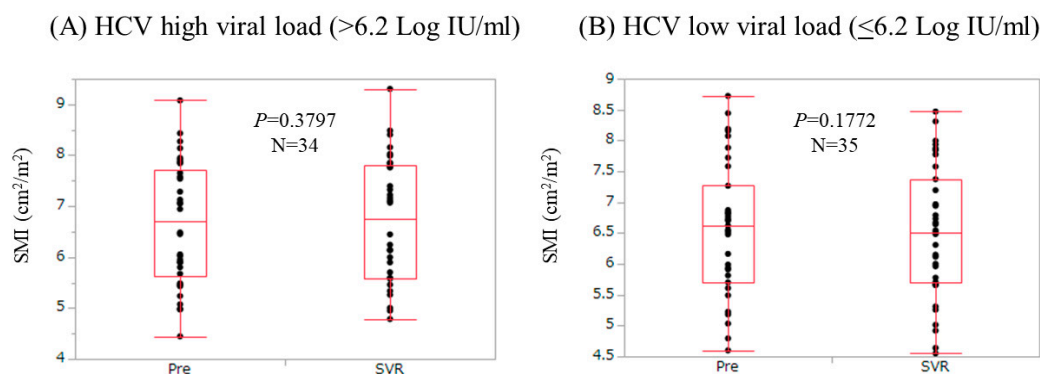 (A) HCV high viral load (>6.2 Log IU/ml)
SMI (cm²/m²)
9
8
7
6
5
4
P=0.3797
N=34
Pre SVR
(B) HCV low viral load (≤6.2 Log IU/ml)
SMI (cm²/m²)
9
8.5
8
7.5
7
6.5
6
5.5
5
4.5
P=0.1772
N=35
Pre SVR